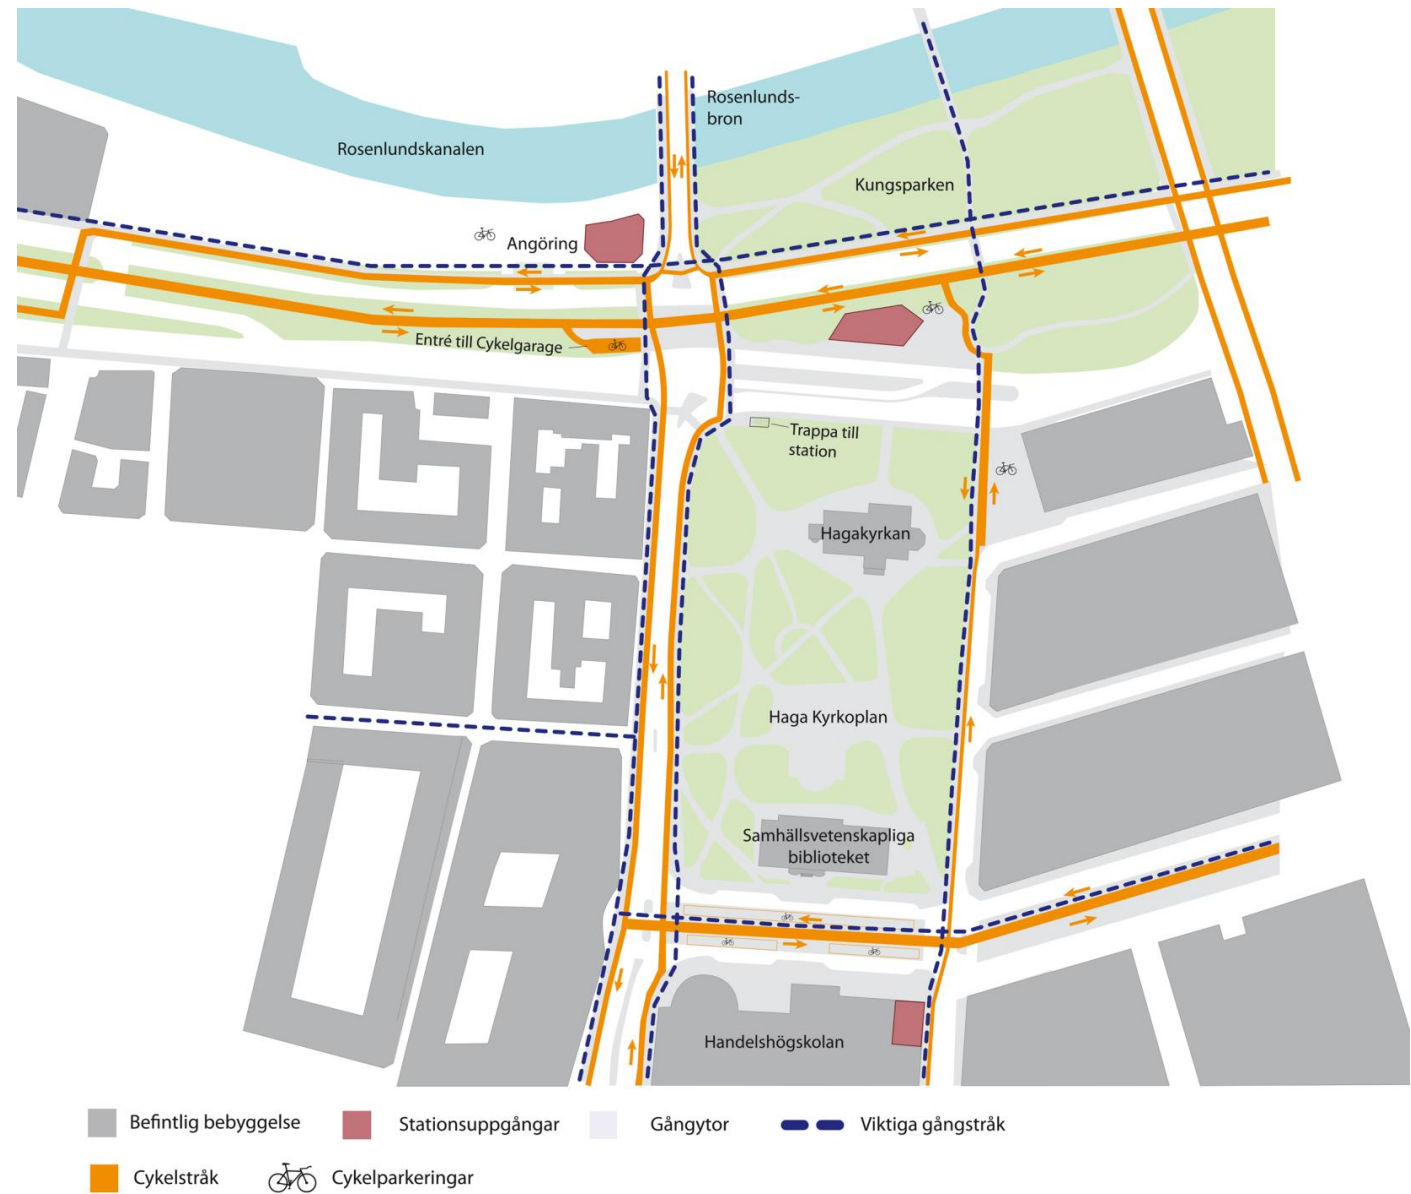 Rosenlunds-
bron
Rosenlundskanalen
Kungsparken
Angöring
Entré till Cykelgarage
Trappa till
station
Hagakyrkan
Haga Kyrkoplan
Samhällsvetenskapliga
biblioteket
Handelshögskolan
Befintlig bebyggelse
Stationsuppgångar
Gångytor
Viktiga gångstråk
Cykelstråk
Cykelparkeringar